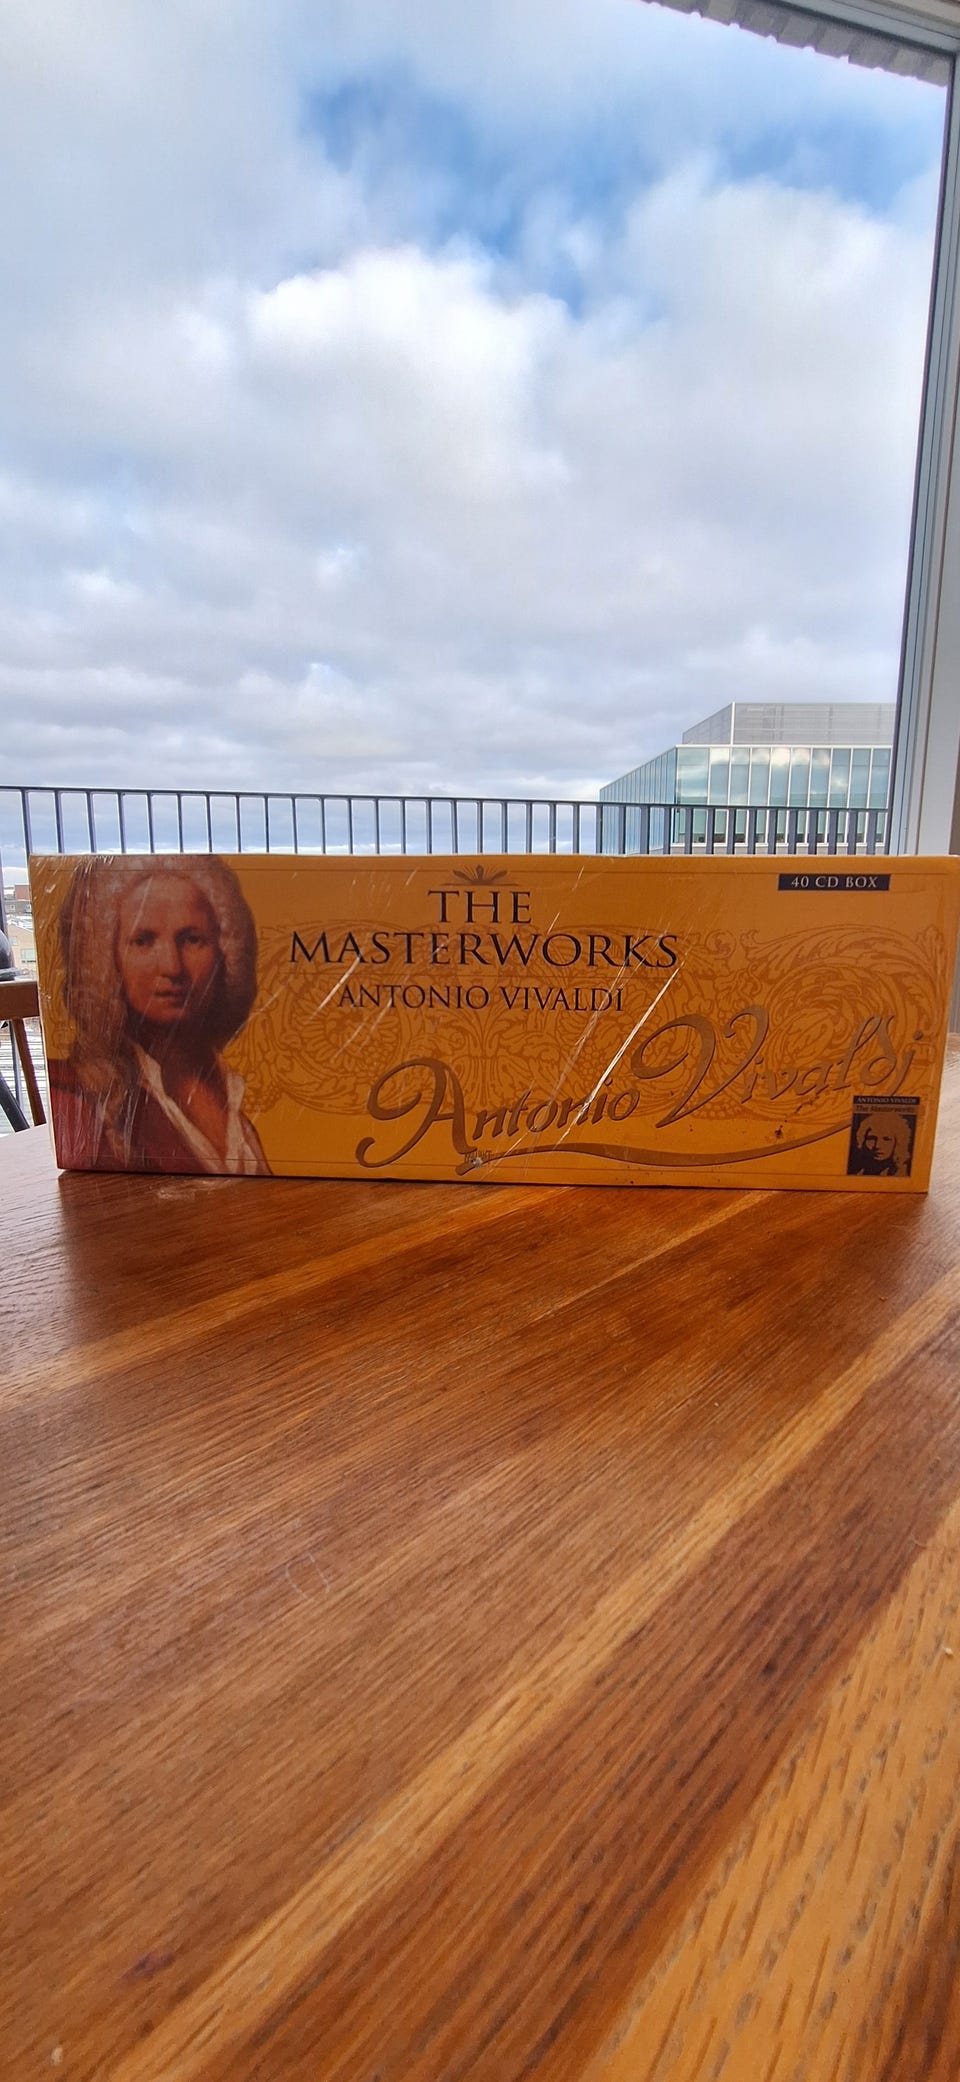 THE
MASTERWORKS
ANTONIO VIVALDI
40 CD BOX
Antonio Vivaldi
ANTONIO VIVALDI
The Masterworks